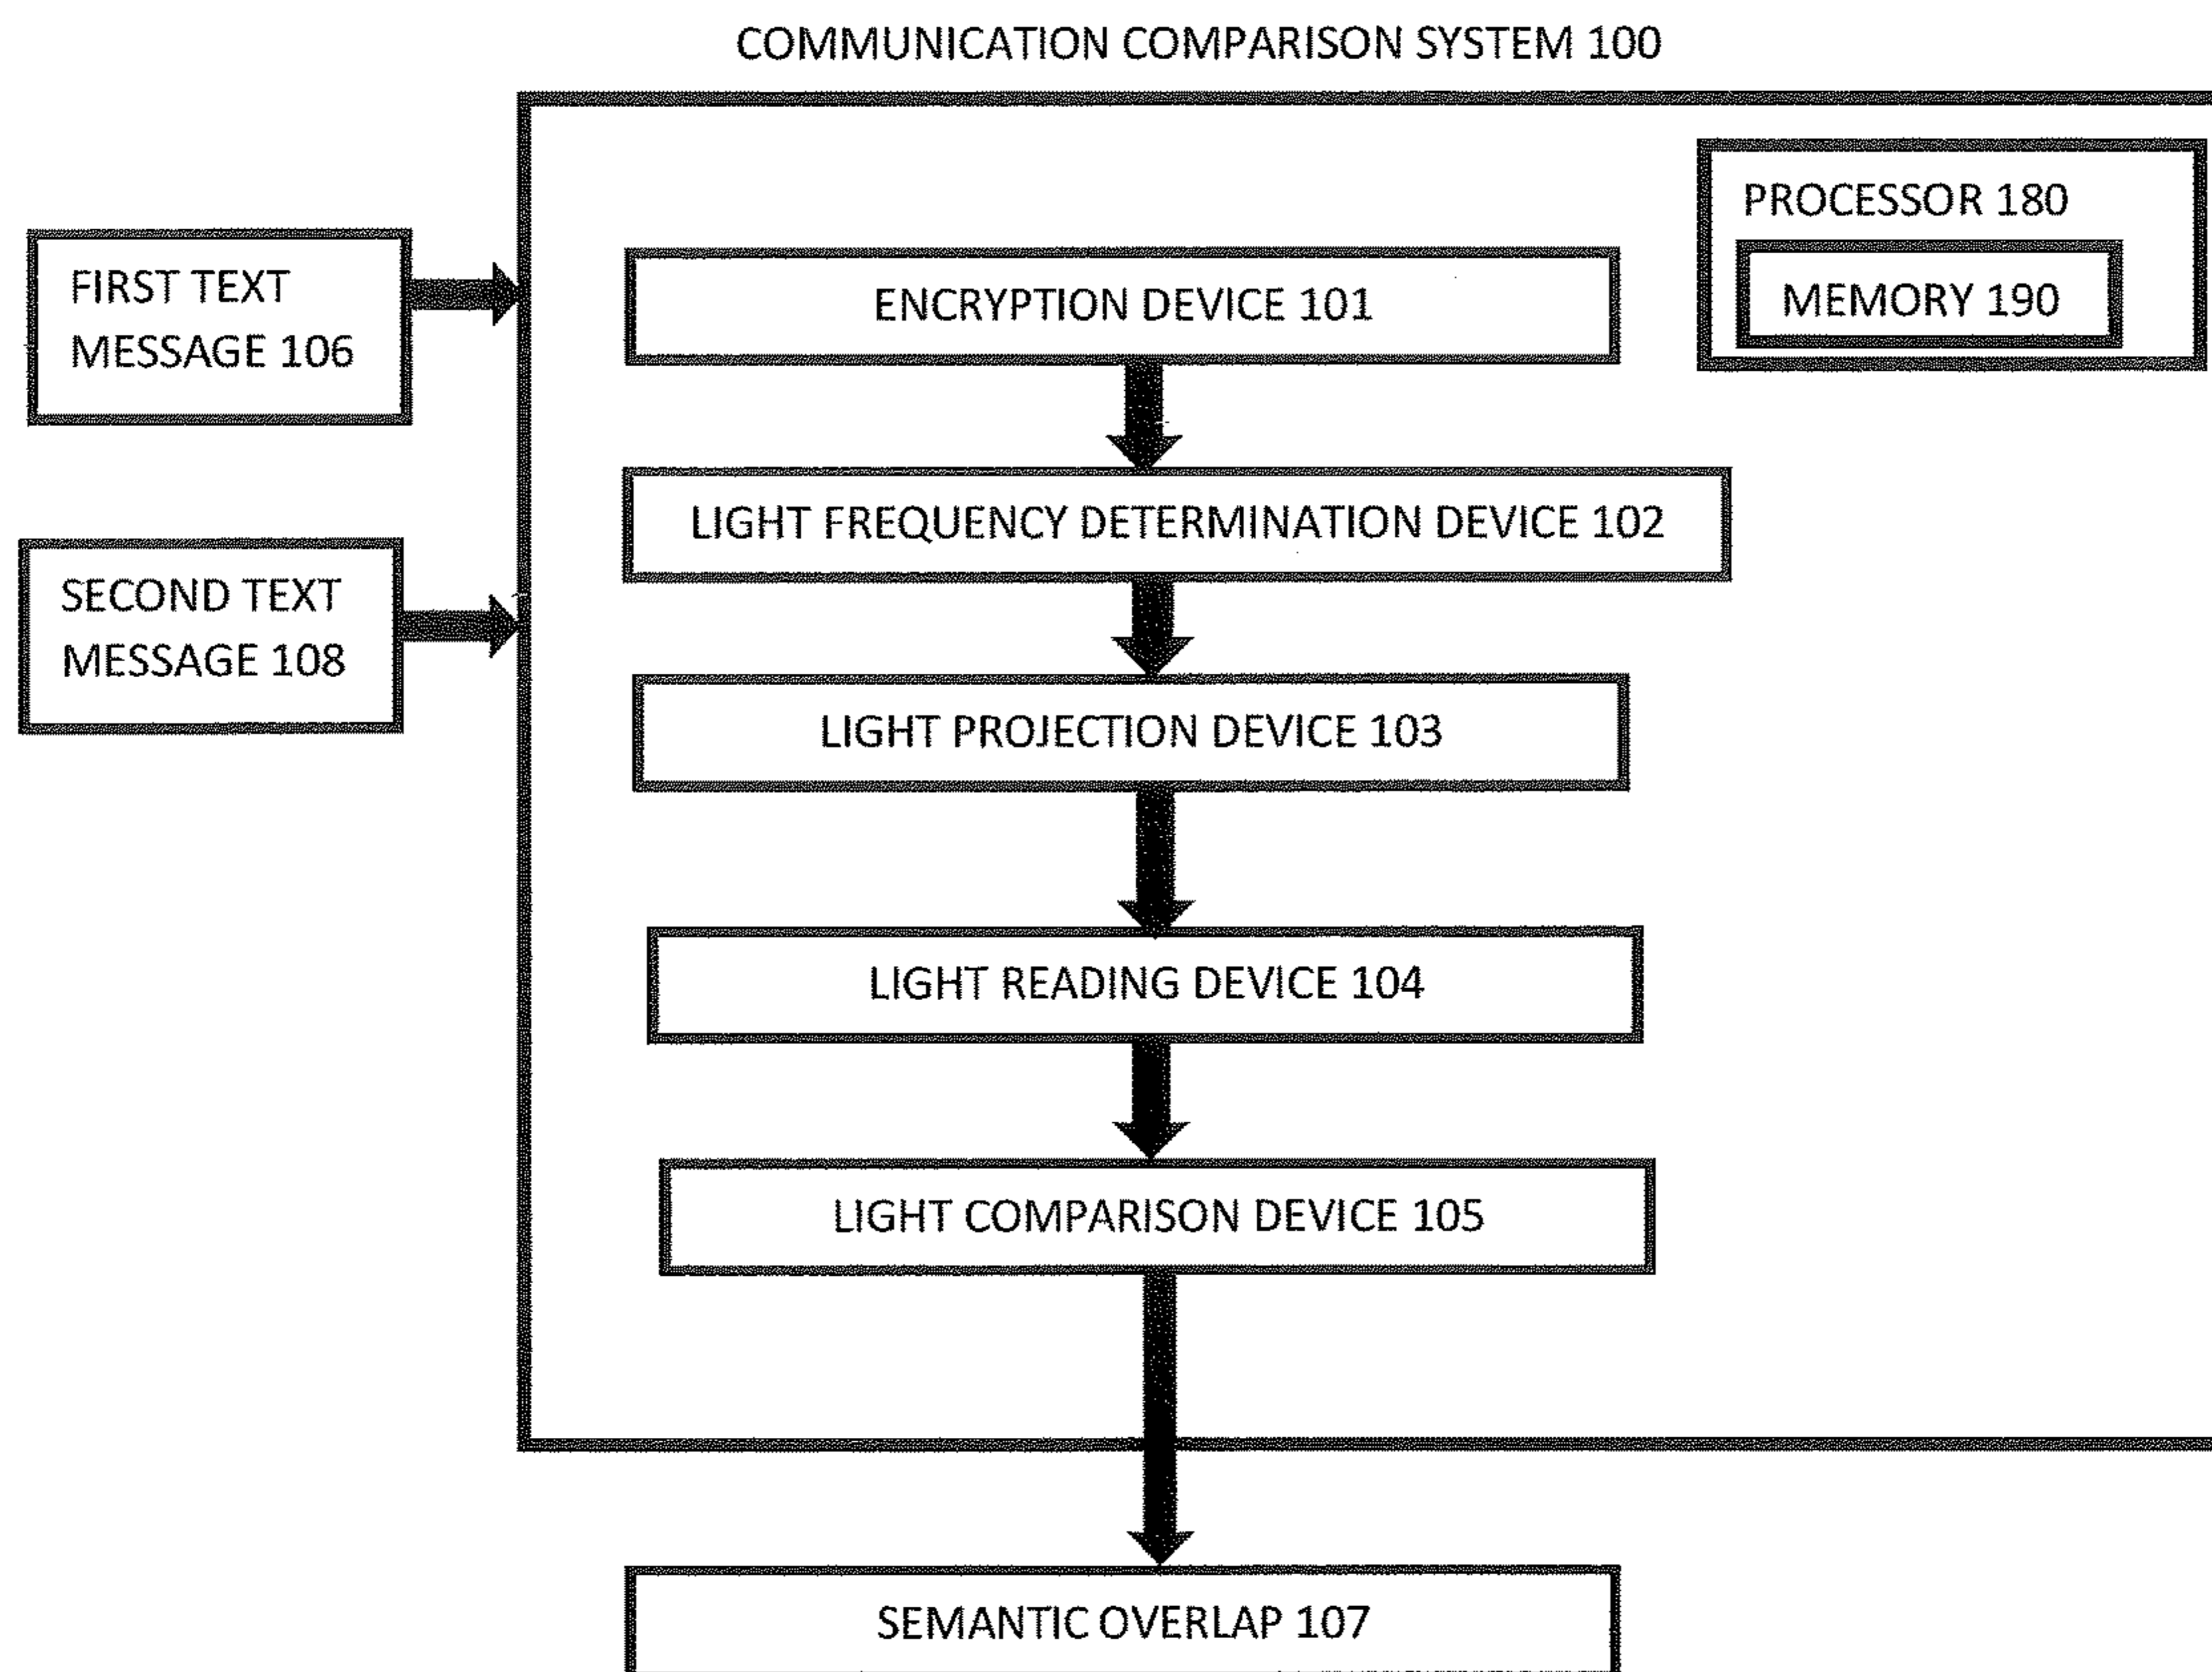 COMMUNICATION COMPARISON SYSTEM 100
PROCESSOR 180
MEMORY 190
FIRST TEXT
MESSAGE 106
ENCRYPTION DEVICE 101
LIGHT FREQUENCY DETERMINATION DEVICE 102
SECOND TEXT
MESSAGE 108
LIGHT PROJECTION DEVICE 103
LIGHT READING DEVICE 104
LIGHT COMPARISON DEVICE 105
SEMANTIC OVERLAP 107